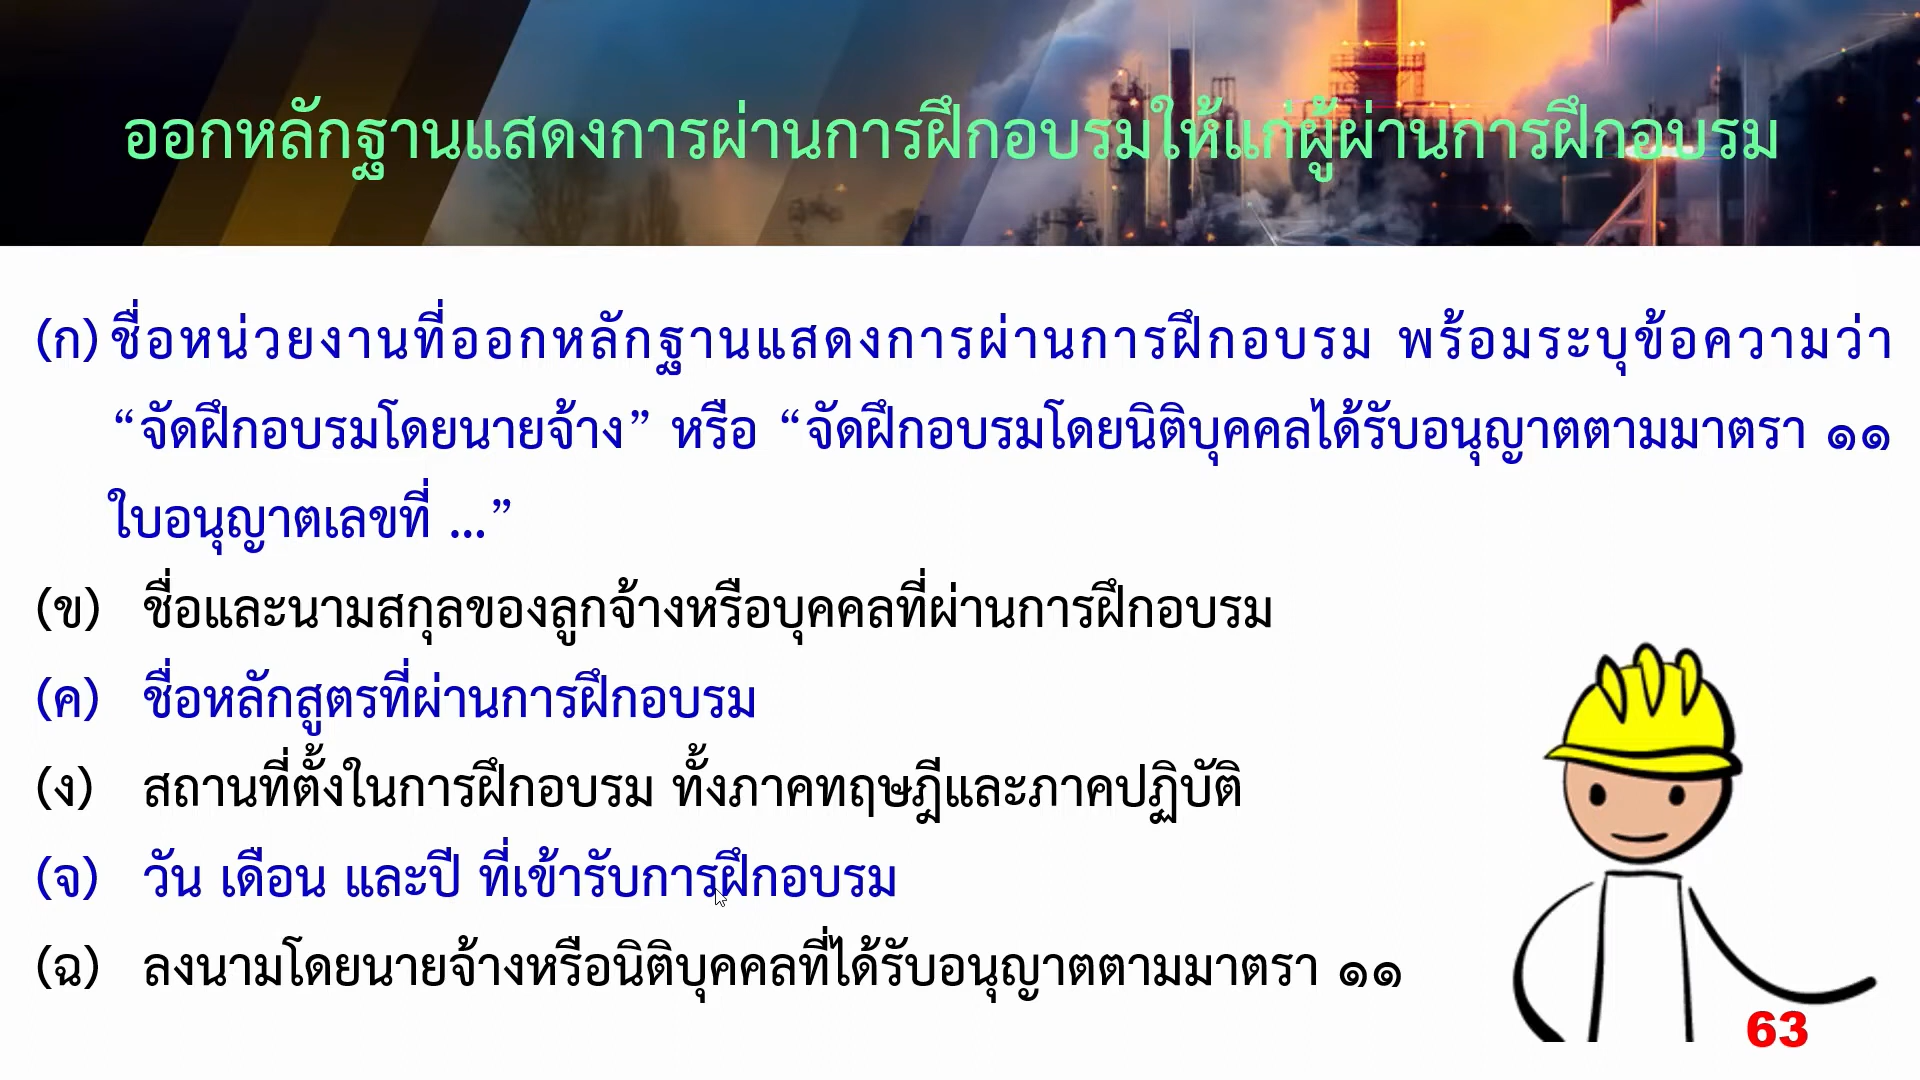 ออกหลักฐานแสดงการผ่านการฝึกอบรมให้แก่ผู้ผ่านการฝึกอบรม
(ก) ชื่อหน่วยงานที่ออกหลักฐานแสดงการผ่านการฝึกอบรม พร้อมระบุข้อความว่า
“จัดฝึกอบรมโดยนายจ้าง” หรือ “จัดฝึกอบรมโดยนิติบุคคลได้รับอนุญาตตามมาตรา ๑๑
ใบอนุญาตเลขที่ ...”
(ข) ชื่อและนามสกุลของลูกจ้างหรือบุคคลที่ผ่านการฝึกอบรม
(ค) ชื่อหลักสูตรที่ผ่านการฝึกอบรม
(ง) สถานที่ตั้งในการฝึกอบรม ทั้งภาคทฤษฎีและภาคปฏิบัติ
(จ) วัน เดือน และปี ที่เข้ารับการฝึกอบรม
(ฉ) ลงนามโดยนายจ้างหรือนิติบุคคลที่ได้รับอนุญาตตามมาตรา ๑๑
63